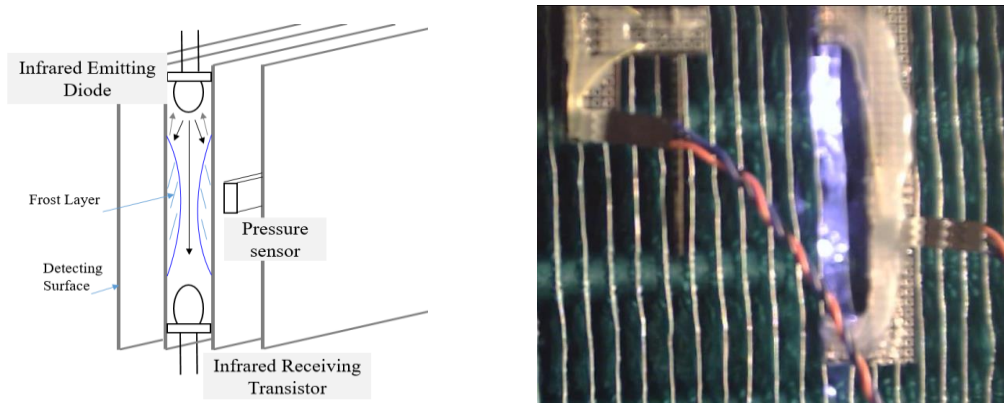 Infrared Emitting
Diode
Frost Layer
Pressure
sensor
Detecting
Surface
Infrared Receiving
Transistor